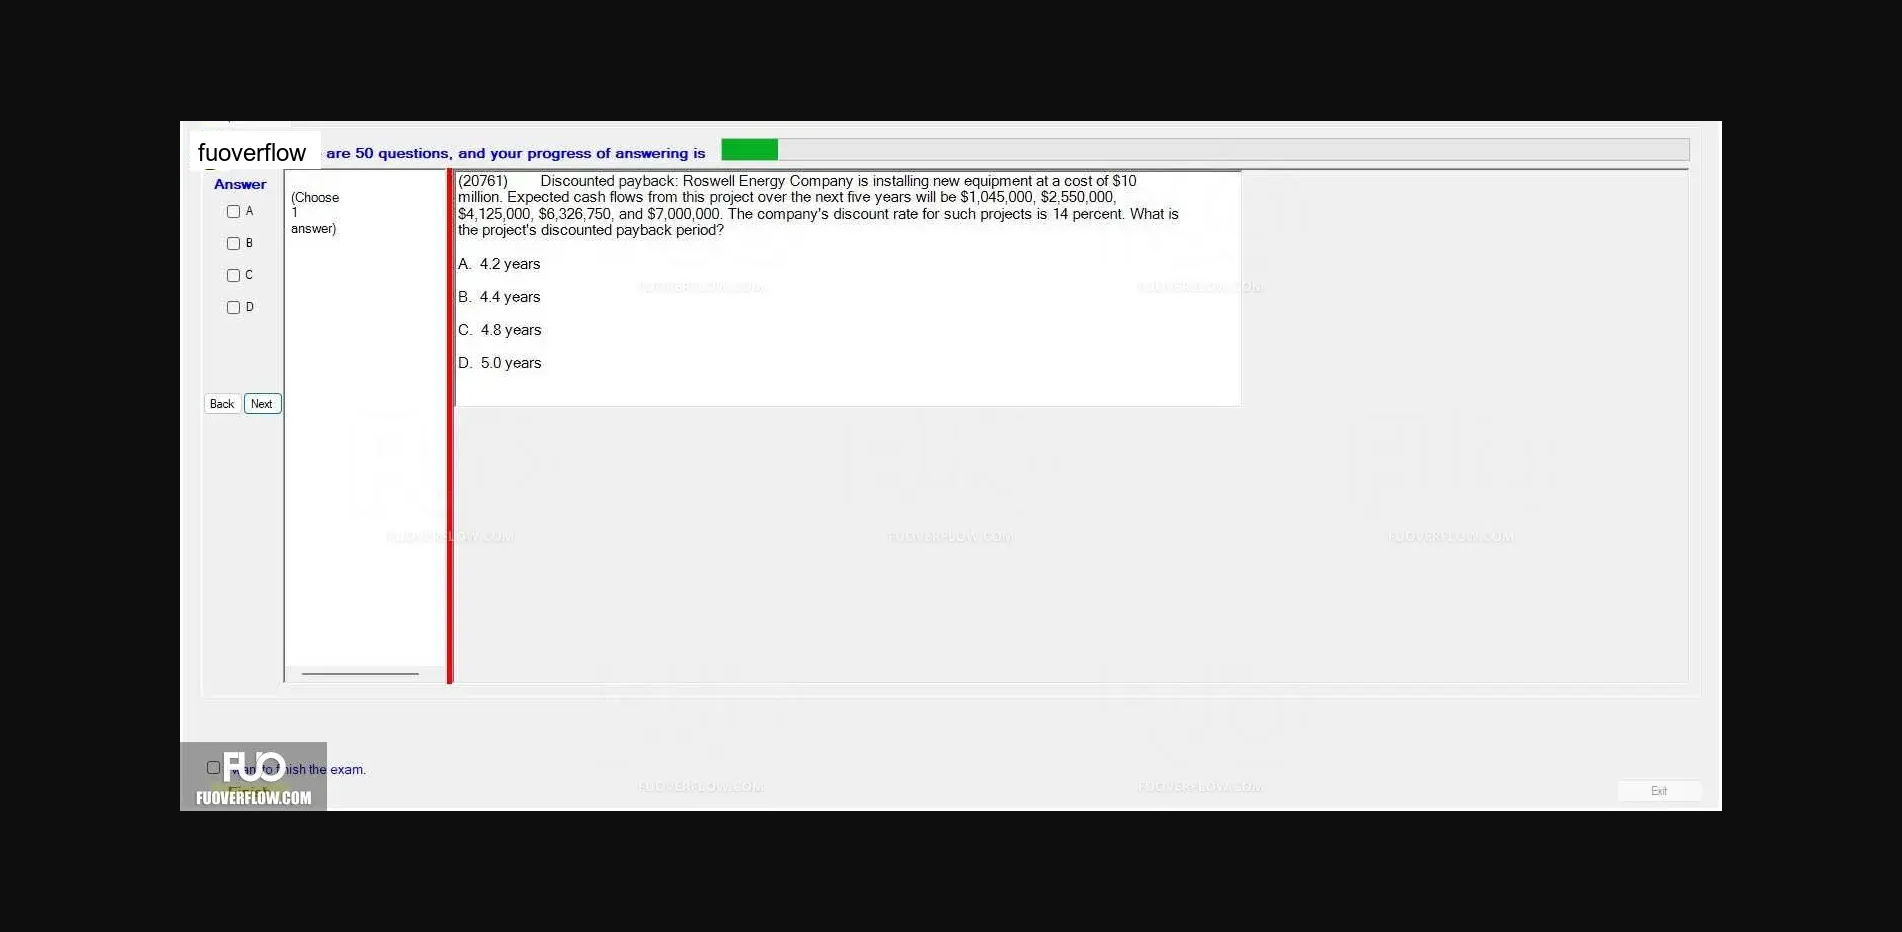 fuoverflow are 50 questions, and your progress of answering is
Answer
A
B
C
D
Back Next
(Choose
1
answer)
(20761) Discounted payback: Roswell Energy Company is installing new equipment at a cost of $10
million. Expected cash flows from this project over the next five years will be $1,045,000, $2,550,000,
$4,125,000, $6,326,750, and $7,000,000. The company's discount rate for such projects is 14 percent. What is
the project's discounted payback period?
A. 4.2 years
B. 4.4 years
C. 4.8 years
D. 5.0 years
FUOVERFLOW.COM FUOVERFLOW.COM
FUOVERFLOW.COM FUOVERFLOW.COM FUOVERFLOW.COM
FUO
want to finish the exam.
Finish
FUOVERFLOW.COM
FUOVERFLOW.COM FUOVERFLOW.COM
Exit